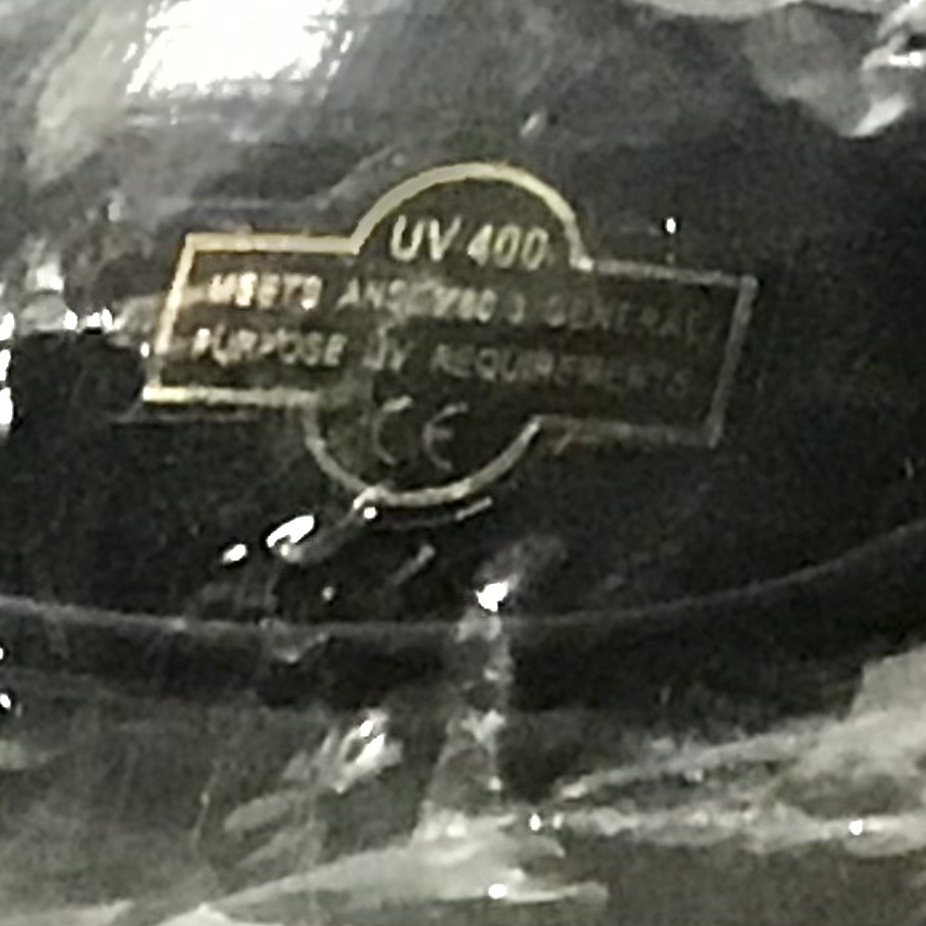 UV 400
MEETS ANSI Z80.3 GENERAL
PURPOSE UV REQUIREMENTS
CE